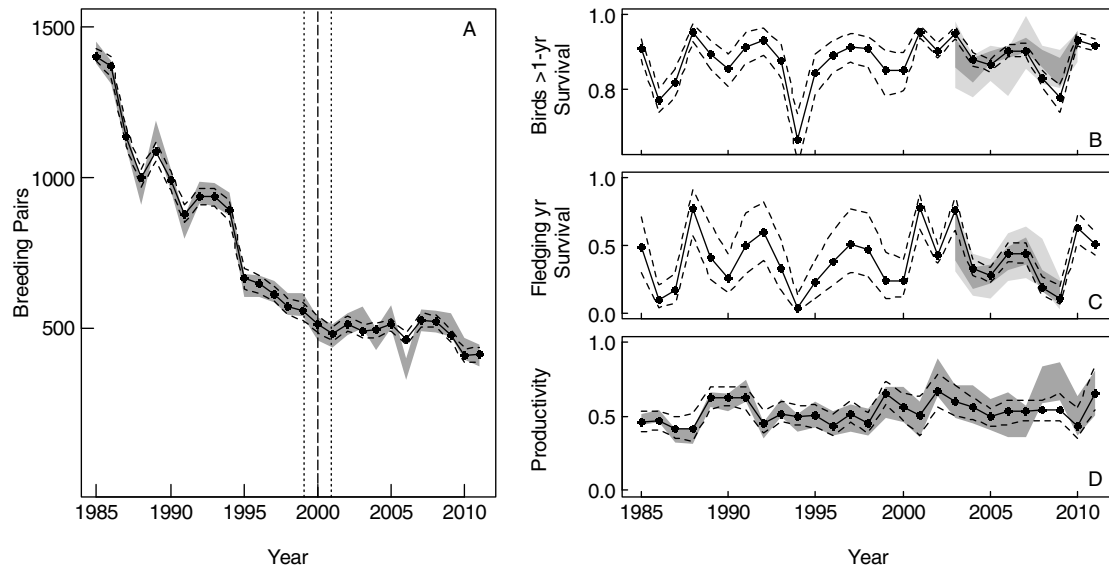 A
1500
1000
500
Breeding Pairs
1985 1990 1995 2000 2005 2010
Year
Birds >1-yr
Survival
1.0
0.8
B
Fledging yr
Survival
1.0
0.5
0.0
C
Productivity
1.0
0.5
0.0
D
1985 1990 1995 2000 2005 2010
Year